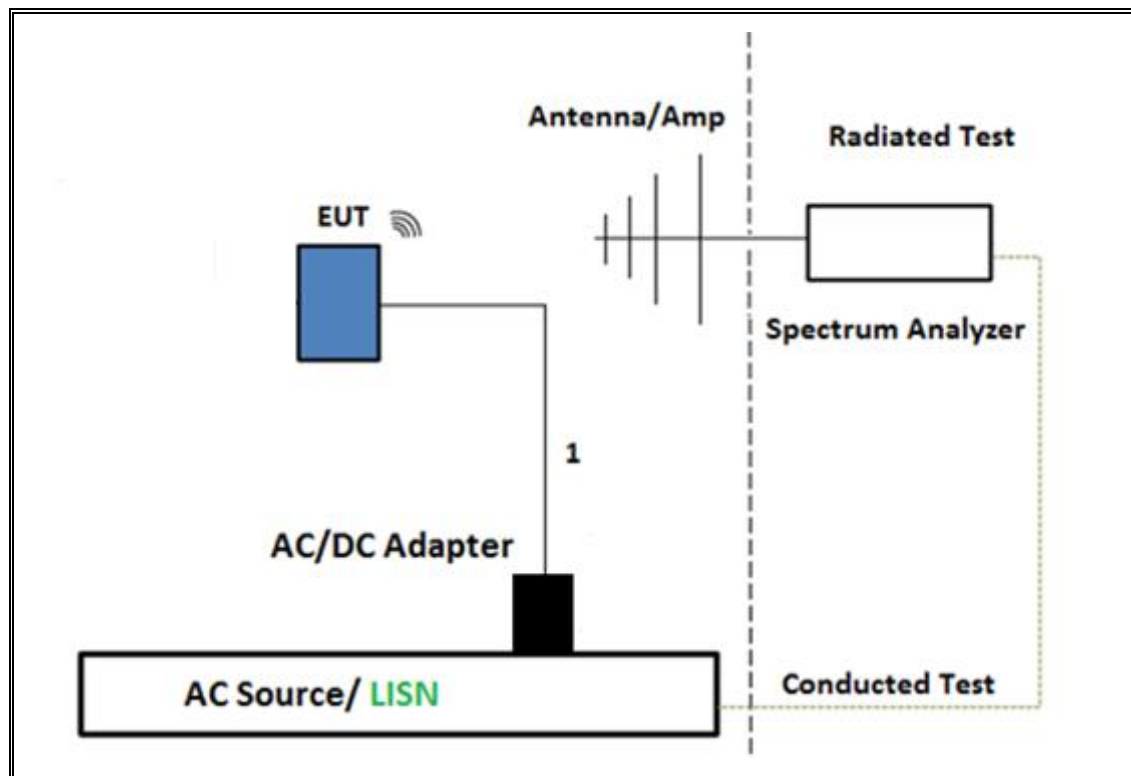 Antenna/Amp
Radiated Test
EUT
Spectrum Analyzer
1
AC/DC Adapter
AC Source/ LISN
Conducted Test